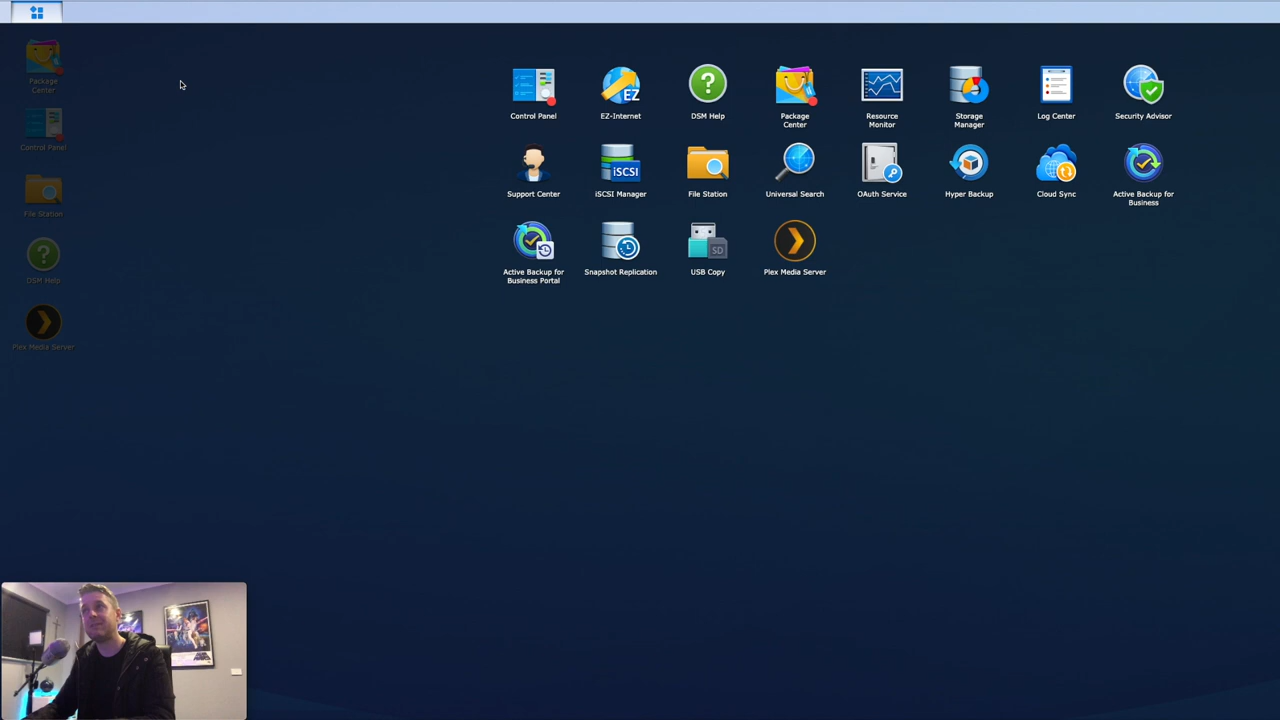 Package
Center
Control Panel
File Station
DSM Help
Plex Media Server
Control Panel
EZ
EZ-Internet
DSM Help
Package
Center
Resource
Monitor
Storage
Manager
Log Center
Security Advisor
Support Center
iSCSI
iSCSI Manager
File Station
Universal Search
OAuth Service
Hyper Backup
Cloud Sync
Active Backup for
Business
Active Backup for
Business Portal
Snapshot Replication
SD
USB Copy
Plex Media Server